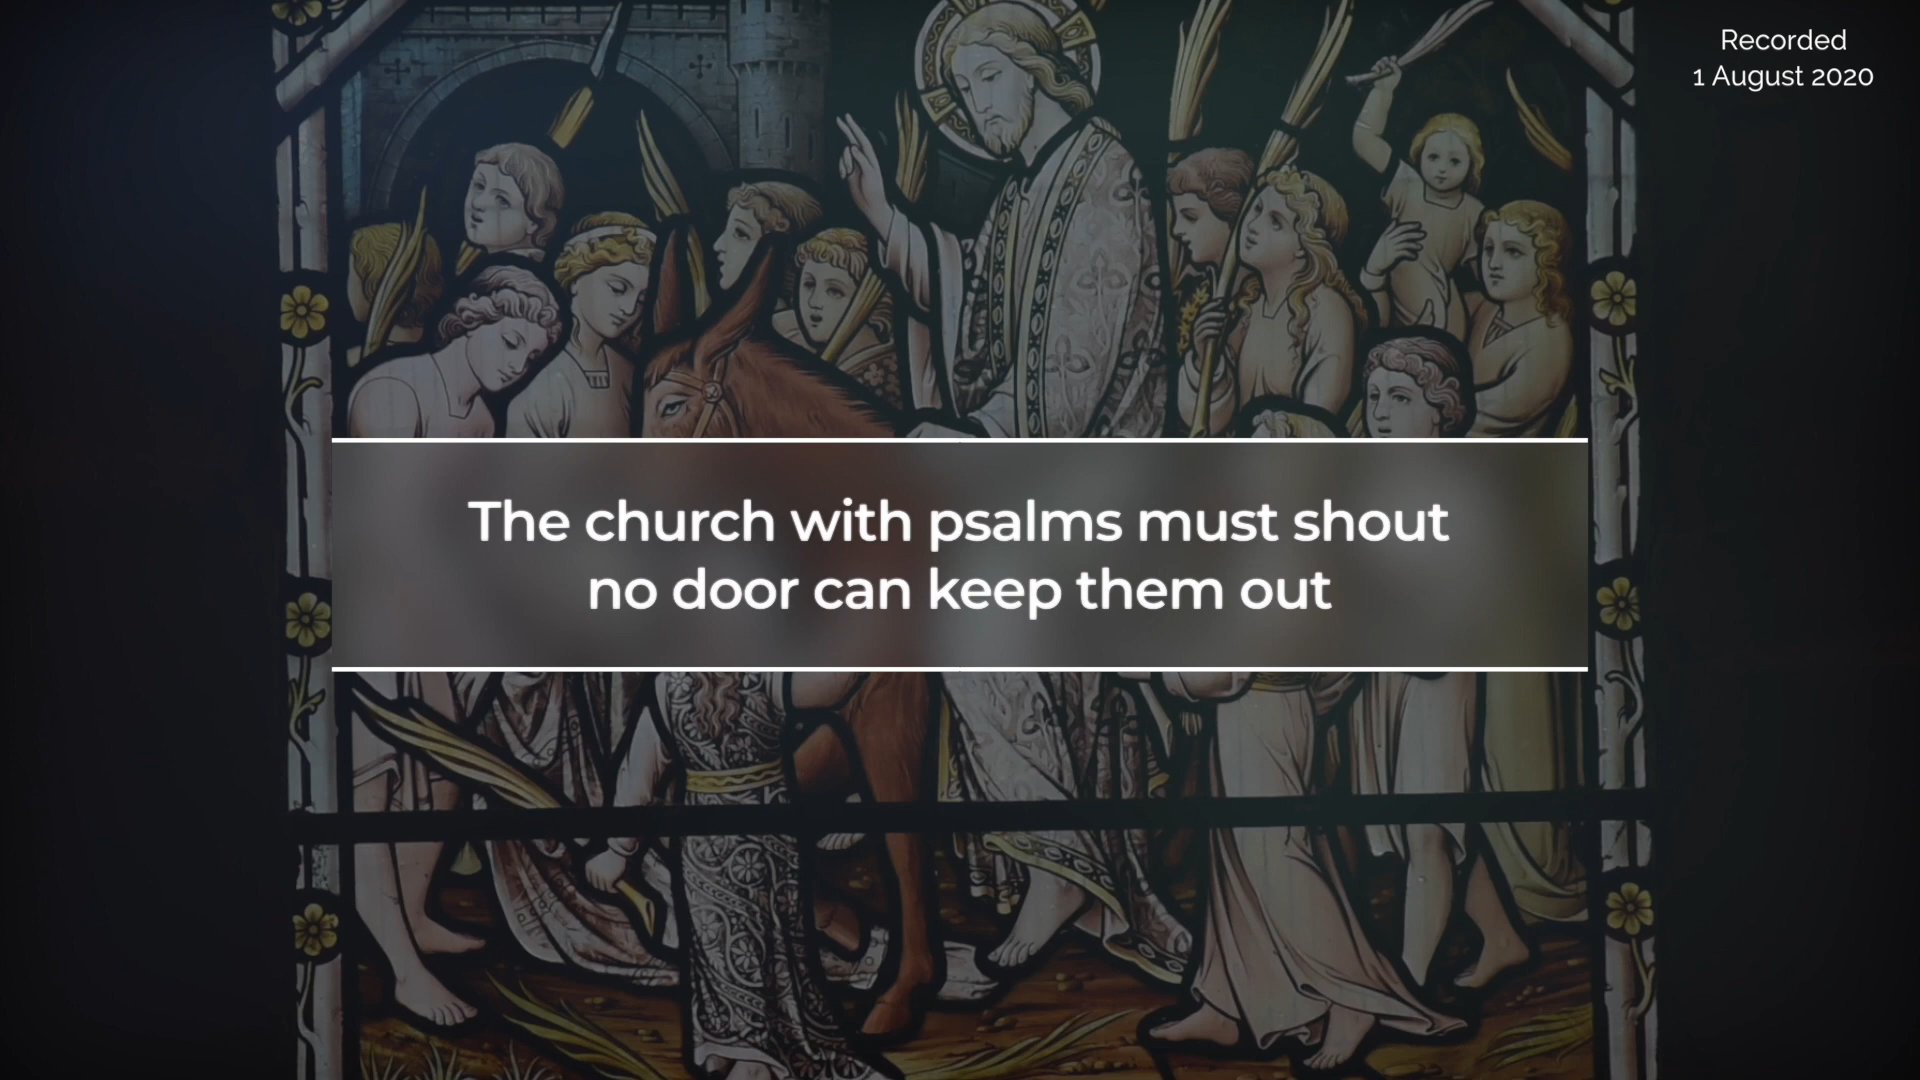 Recorded
1 August 2020
The church with psalms must shout
no door can keep them out